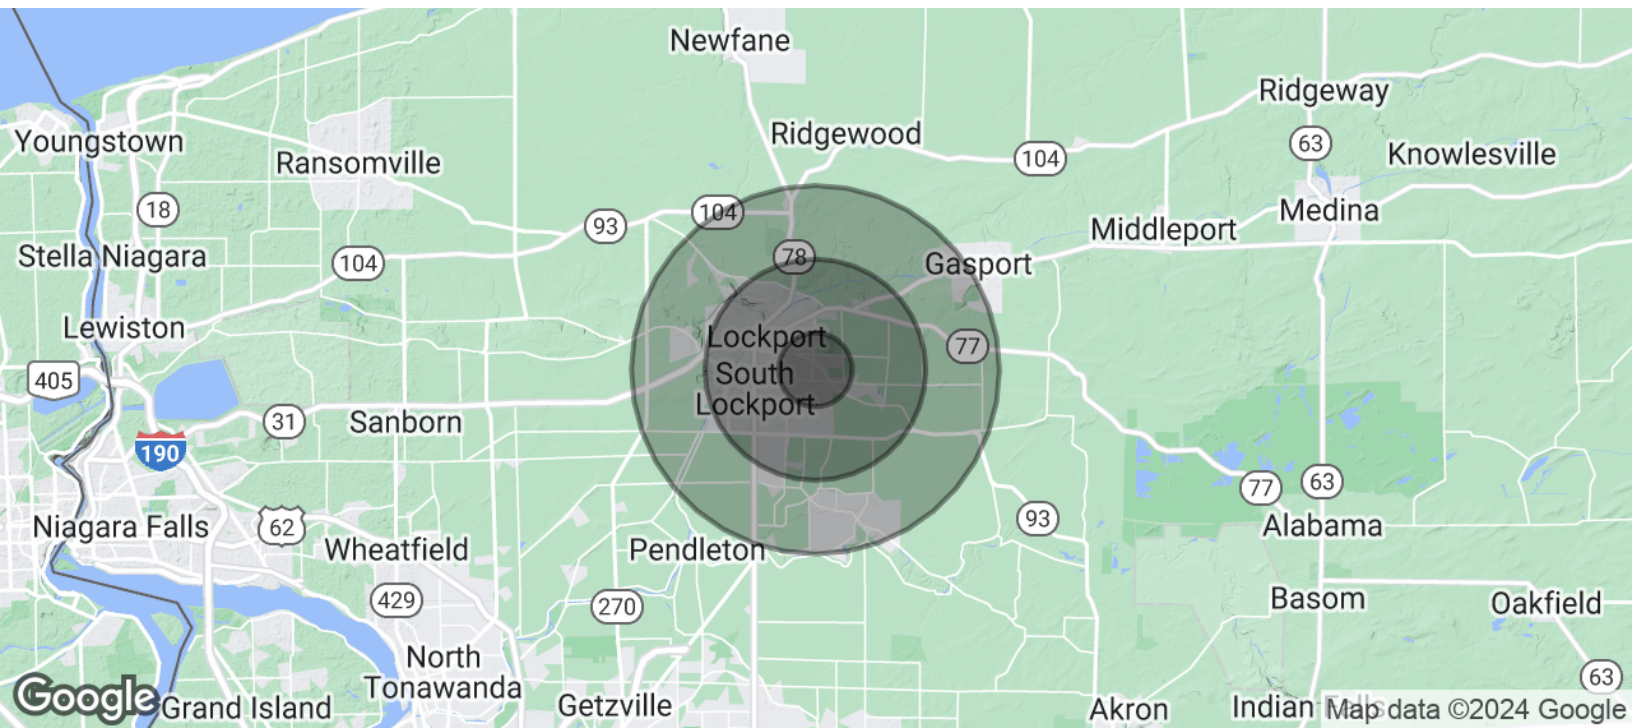 Newfane
Ridgeway
Ridgewood
Youngstown
63
Knowlesville
Ransomville
104
18
104
Medina
93
Middleport
Stella Niagara
78
104
Gasport
Lewiston
Lockport
77
405
South
Lockport
31
Sanborn
190
77
63
Niagara Falls
62
93
Alabama
Wheatfield
Pendleton
429
270
Basom
Oakfield
North
Tonawanda
63
Google
Grand Island
Getzville
Akron
Indian Falls
Map data ©2024 Google